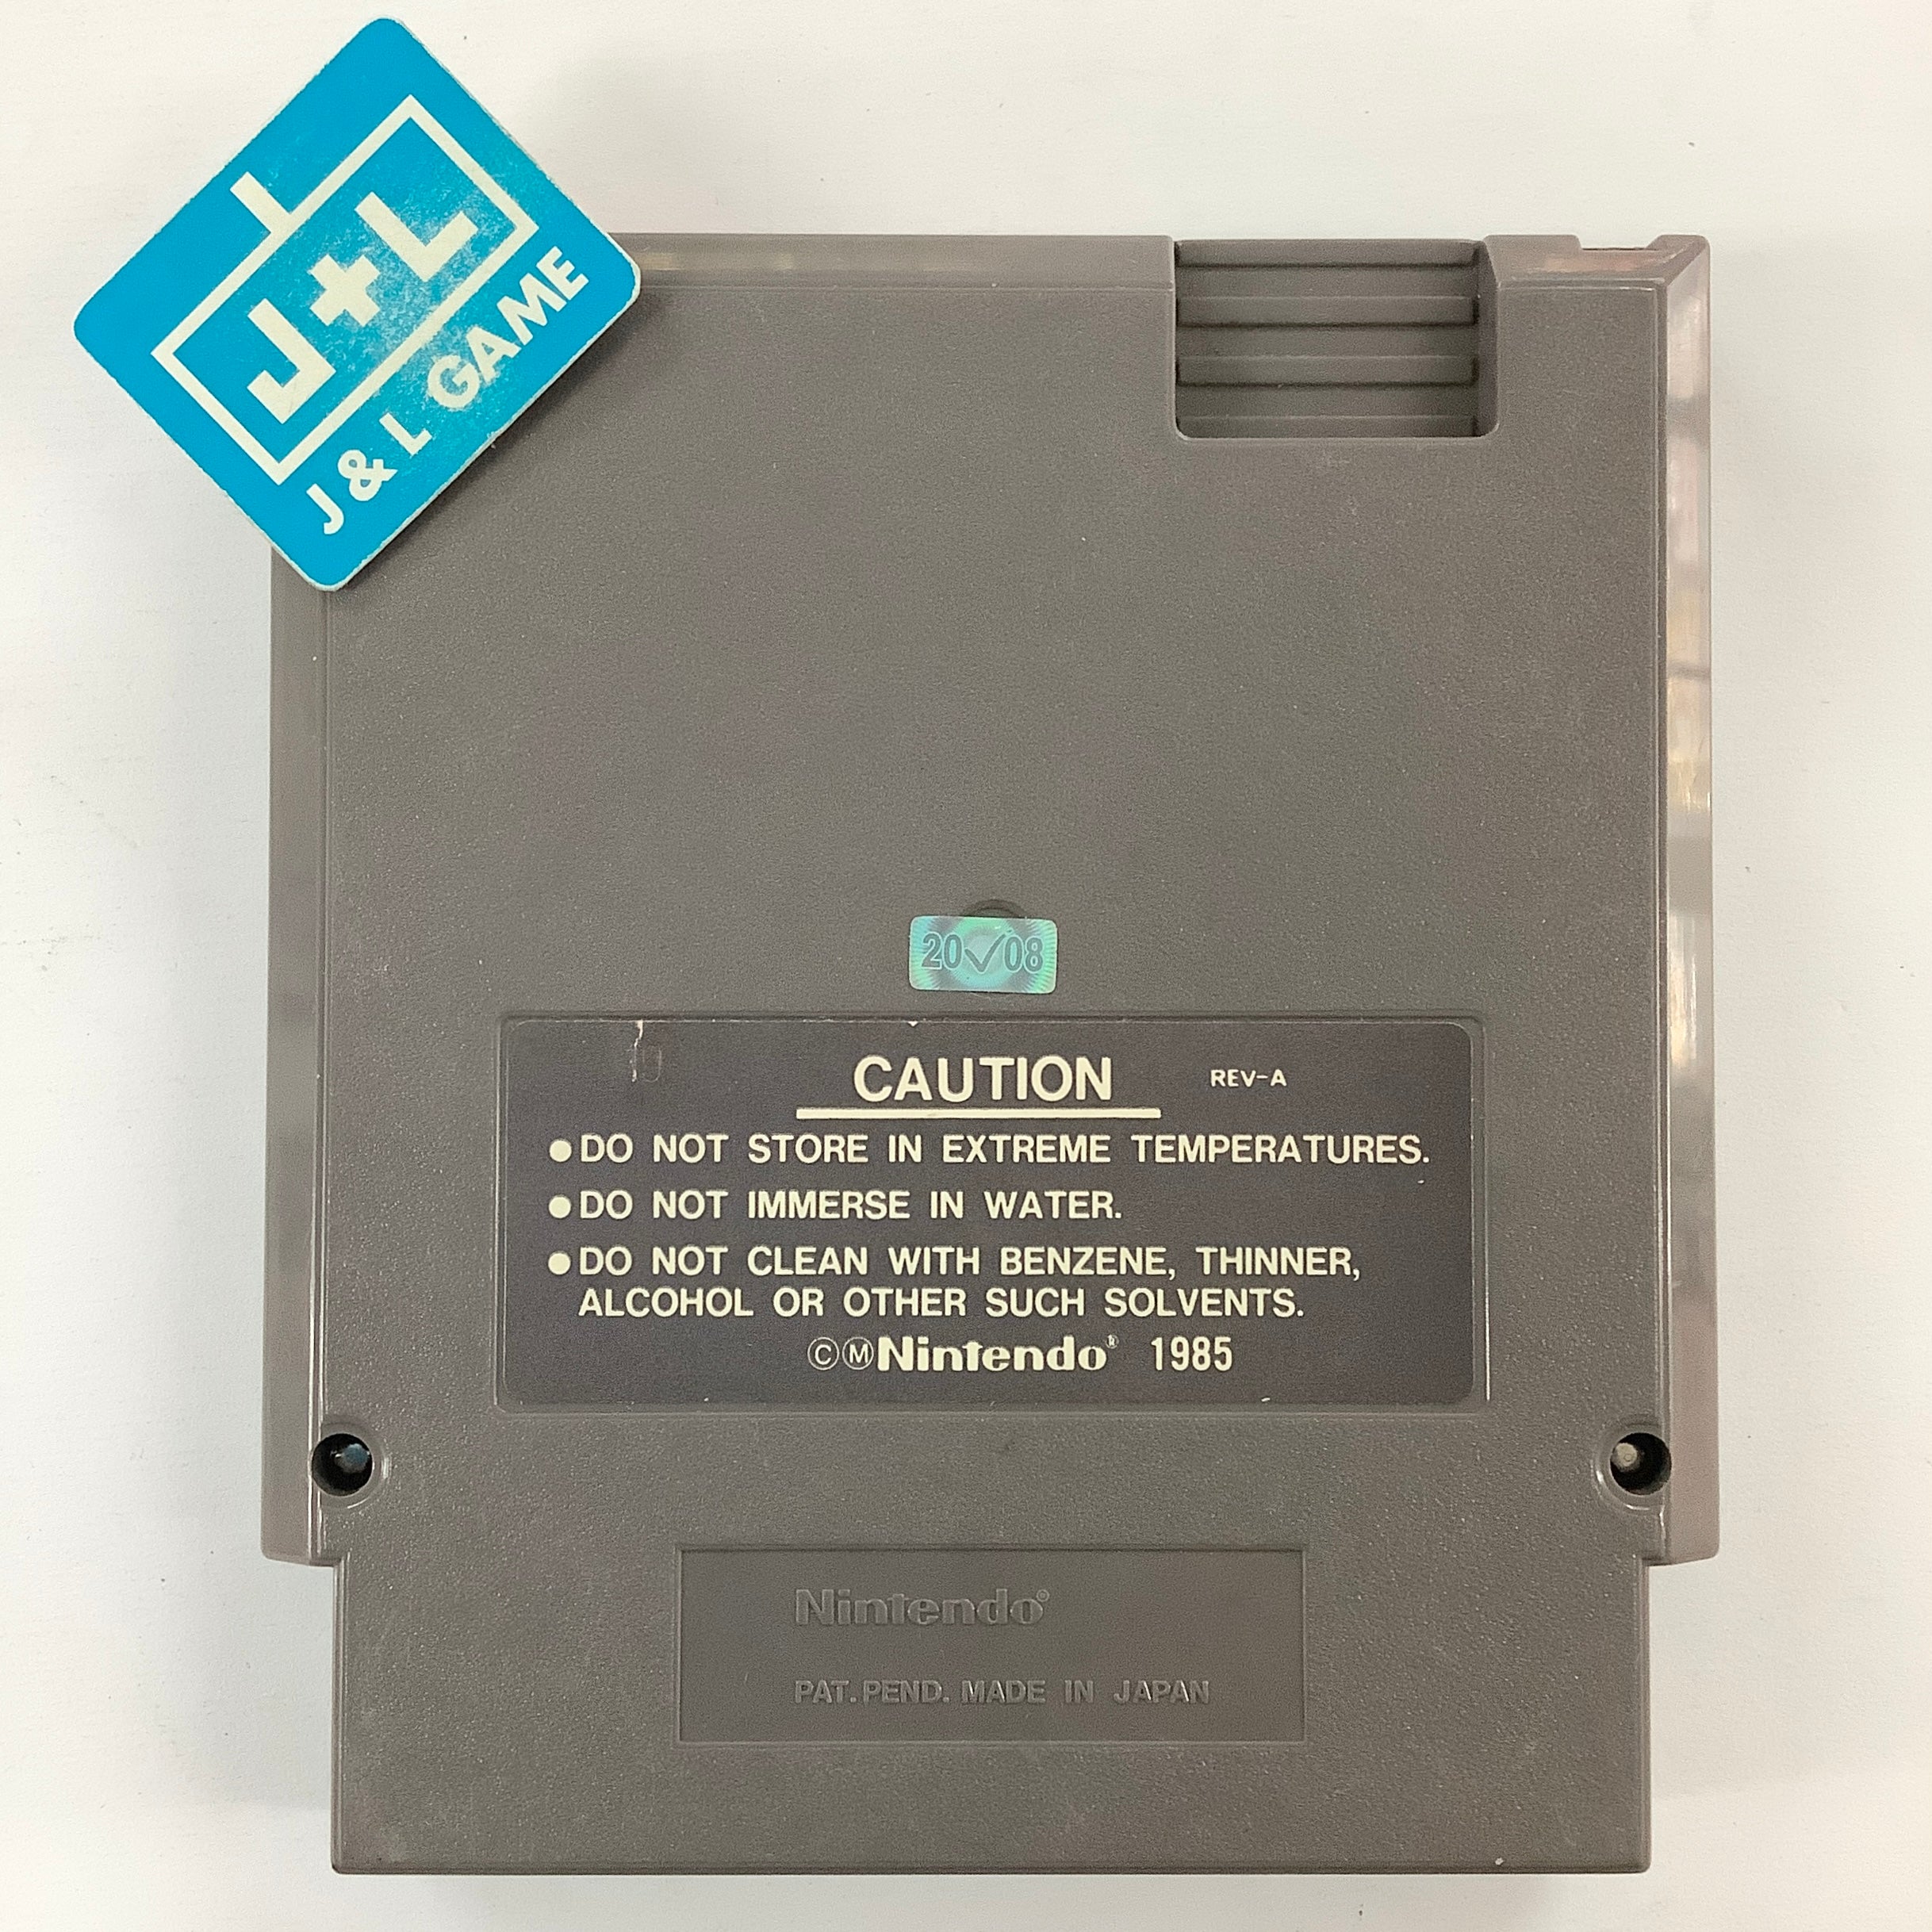 J+L
J & L GAME
20✓08
CAUTION REV-A
●DO NOT STORE IN EXTREME TEMPERATURES.
●DO NOT IMMERSE IN WATER.
●DO NOT CLEAN WITH BENZENE, THINNER,
ALCOHOL OR OTHER SUCH SOLVENTS.
ⒸⓂNintendo® 1985
Nintendo®
PAT. PEND. MADE IN JAPAN